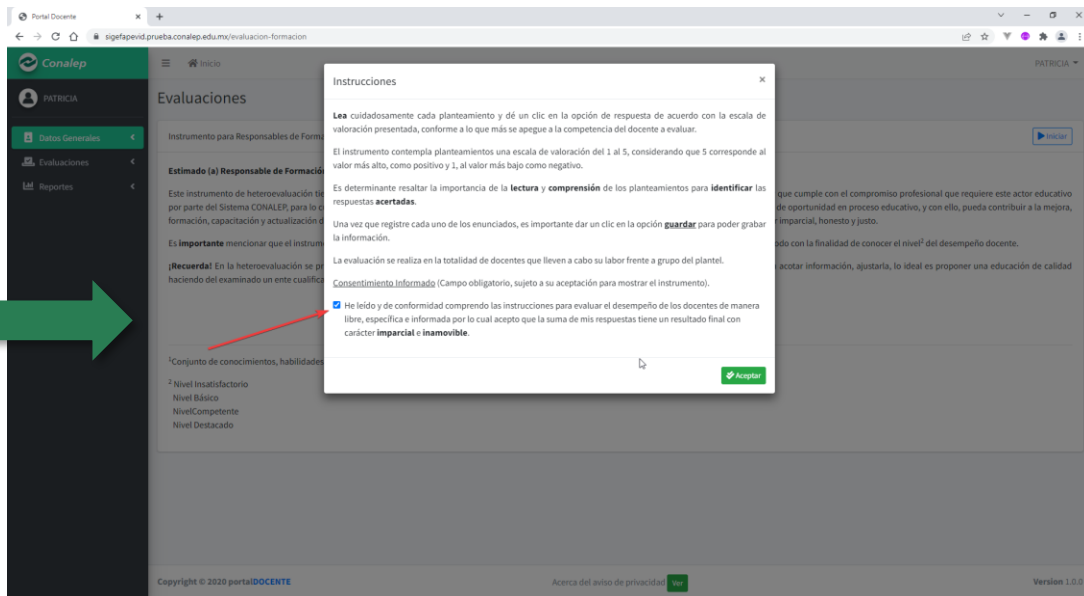 Portal Docente
sigefapevid.prueba.conalep.edu.mx/evaluacion-formacion
Conalep
Inicio
PATRICIA
PATRICIA
Datos Generales
Evaluaciones
Reportes
Evaluaciones
Instrumento para Responsables de Forma
Iniciar
Estimado (a) Responsable de Formació
Este instrumento de heteroevaluación tie
que cumple con el compromiso profesional que requiere este actor educativo
por parte del Sistema CONALEP, para lo c
de oportunidad en proceso educativo, y con ello, pueda contribuir a la mejora,
formación, capacitación y actualización d
imparcial, honesto y justo.
Es importante mencionar que el instrum
odo con la finalidad de conocer el nivel² del desempeño docente.
¡Recuerda! En la heteroevaluación se pr
acotar información, ajustarla, lo ideal es proponer una educación de calidad
haciendo del examinado un ente cualifica
¹Conjunto de conocimientos, habilidades
² Nivel Insatisfactorio
Nivel Básico
NivelCompetente
Nivel Destacado
Instrucciones
×
Lea cuidadosamente cada planteamiento y dé un clic en la opción de respuesta de acuerdo con la escala de
valoración presentada, conforme a lo que más se apegue a la competencia del docente a evaluar.
El instrumento contempla planteamientos una escala de valoración del 1 al 5, considerando que 5 corresponde al
valor más alto, como positivo y 1, al valor más bajo como negativo.
Es determinante resaltar la importancia de la lectura y comprensión de los planteamientos para identificar las
respuestas acertadas.
Una vez que registre cada uno de los enunciados, es importante dar un clic en la opción guardar para poder grabar
la información.
La evaluación se realiza en la totalidad de docentes que lleven a cabo su labor frente a grupo del plantel.
Consentimiento Informado (Campo obligatorio, sujeto a su aceptación para mostrar el instrumento).
He leído y de conformidad comprendo las instrucciones para evaluar el desempeño de los docentes de manera
libre, específica e informada por lo cual acepto que la suma de mis respuestas tiene un resultado final con
carácter imparcial e inamovible.
Aceptar
Copyright © 2020 portalDOCENTE
Acerca del aviso de privacidad
Ver
Version 1.0.0